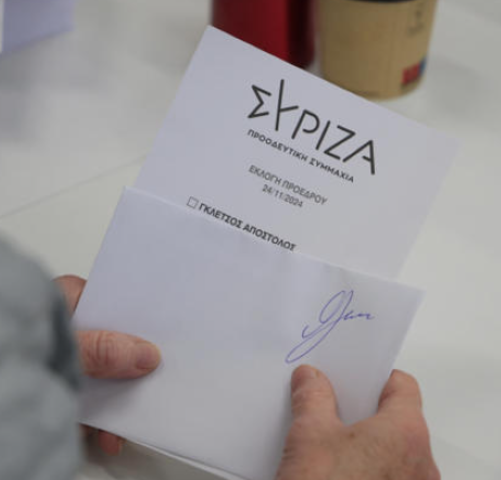 ΣΥΡΙΖΑ
ΠΡΟΟΔΕΥΤΙΚΗ ΣΥΜΜΑΧΙΑ
ΕΚΛΟΓΗ ΠΡΟΕΔΡΟΥ
24/11/2024
ΓΚΛΕΤΣΟΣ ΑΠΟΣΤΟΛΟΣ